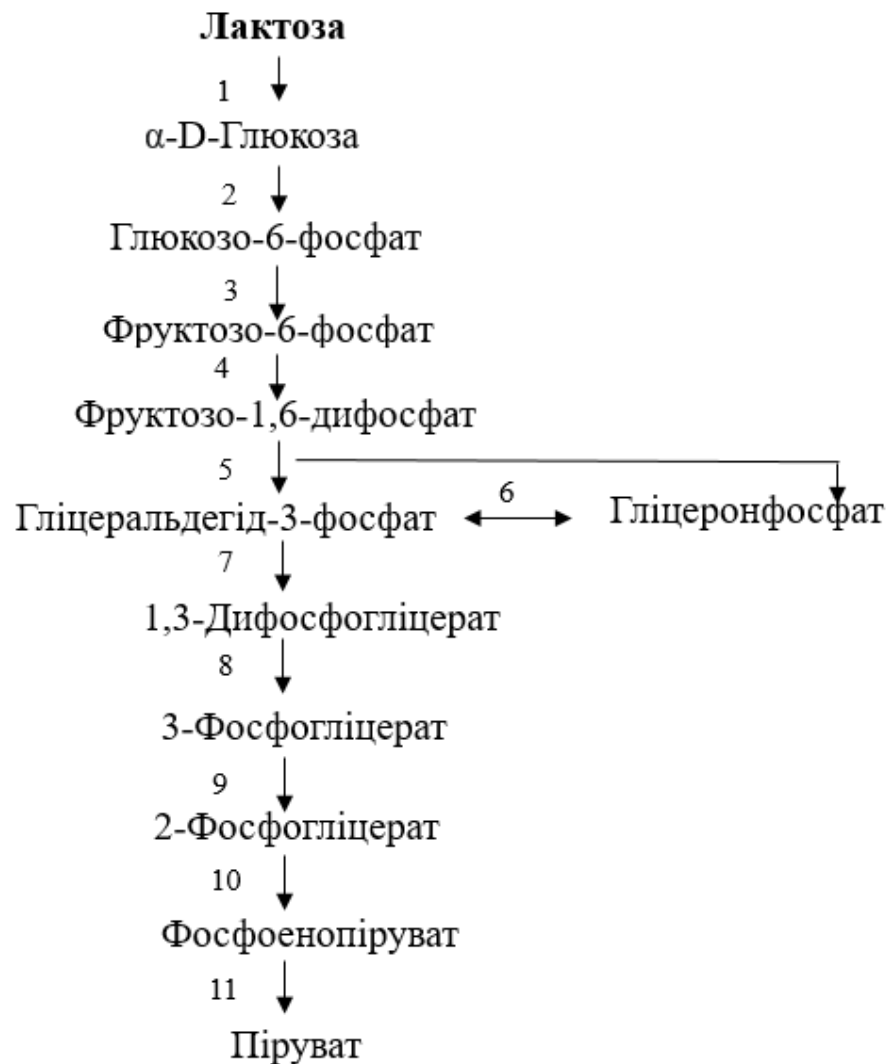 Лактоза
1
α-D-Глюкоза
2
Глюкозо-6-фосфат
3
Фруктозо-6-фосфат
4
Фруктозо-1,6-дифосфат
5
6
Гліцеральдегід-3-фосфат Гліцеронфосфат
7
1,3-Дифосфогліцерат
8
3-Фосфогліцерат
9
2-Фосфогліцерат
10
Фосфоенопіруват
11
Піруват